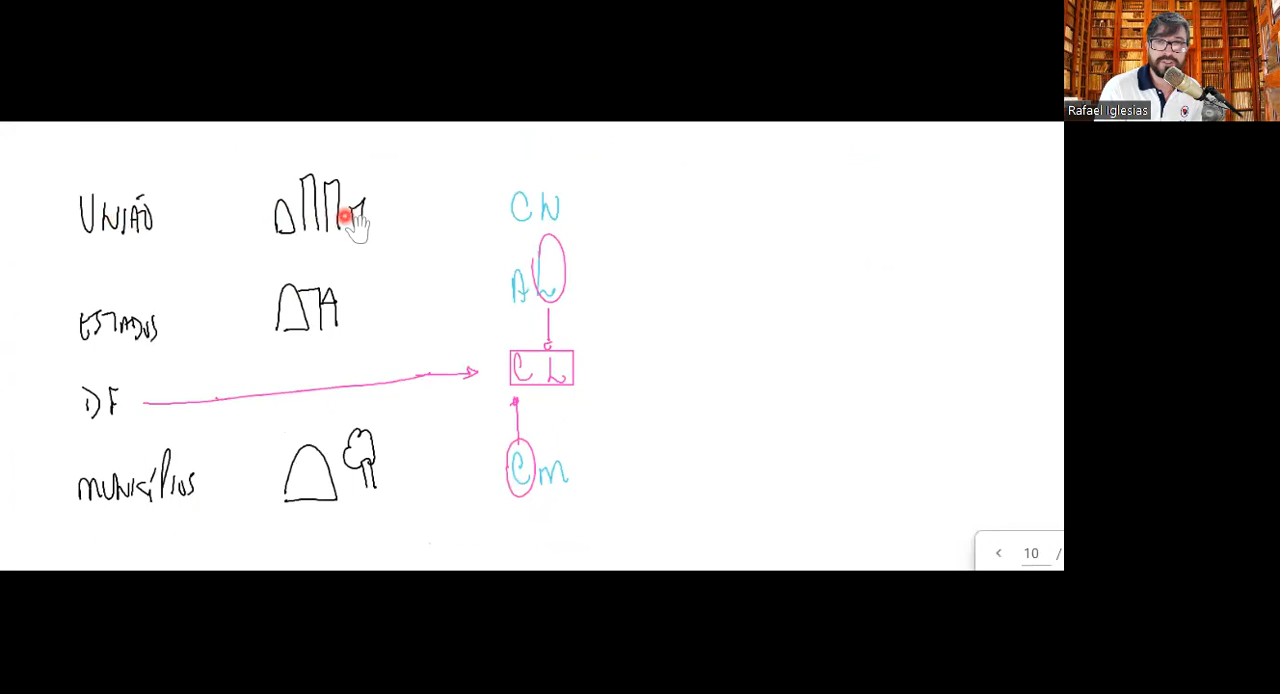 Rafael Iglesias
UNIÃO CN
ESTADOS AL
DF CL
MUNICÍPIOS CM
10 /